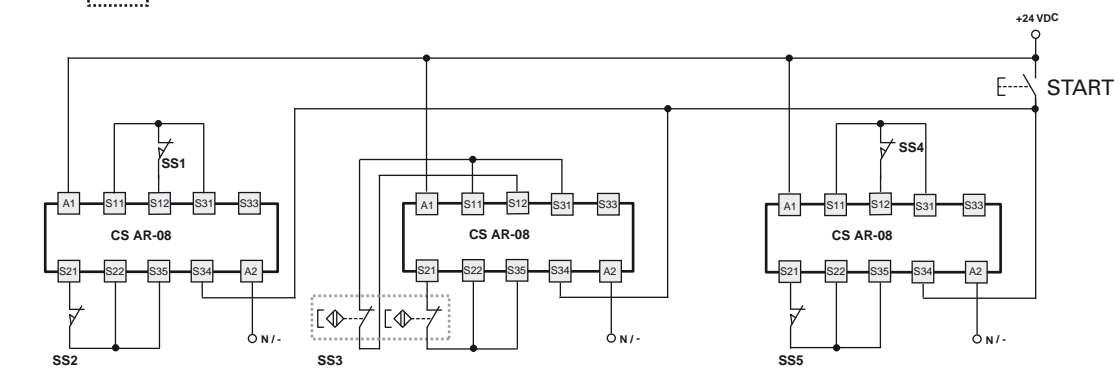 +24 VDC
START
SS1
SS4
A1 S11 S12 S31 S33
A1 S11 S12 S31 S33
A1 S11 S12 S31 S33
CS AR-08
CS AR-08
CS AR-08
S21 S22 S35 S34 A2
S21 S22 S35 S34 A2
S21 S22 S35 S34 A2
N / -
N / -
N / -
SS2
SS3
SS5